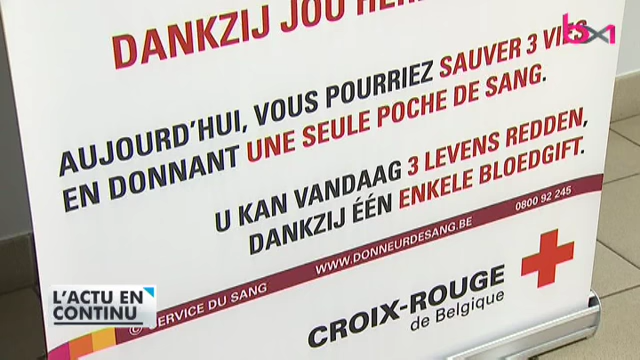 DANKZIJ JOU
bx1
AUJOURD'HUI, VOUS POURRIEZ SAUVER 3 VIES
EN DONNANT UNE SEULE POCHE DE SANG.
U KAN VANDAAG 3 LEVENS REDDEN,
DANKZIJ ÉÉN ENKELE BLOEDGIFT.
WWW.DONNEURDESANG.BE 0800 92 245
SERVICE DU SANG
CROIX-ROUGE
de Belgique
L'ACTU EN
CONTINU